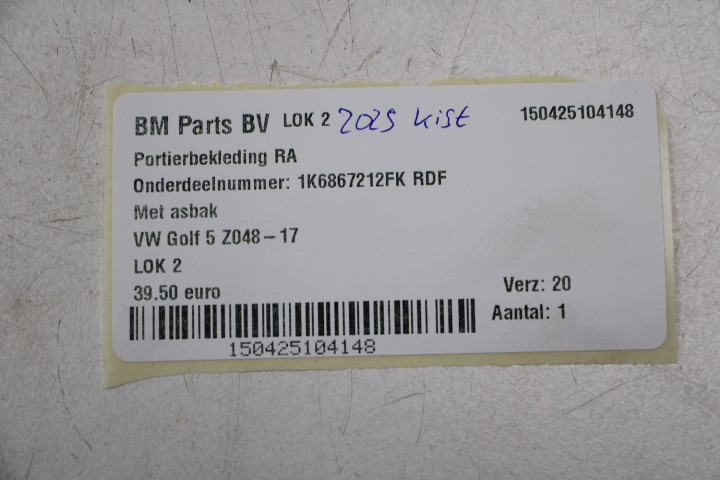 BM Parts BV LOK 2 2025 kist 150425104148
Portierbekleding RA
Onderdeelnummer: 1K6867212FK RDF
Met asbak
VW Golf 5 Z048-17
LOK 2
39.50 euro
Verz: 20
Aantal: 1
150425104148